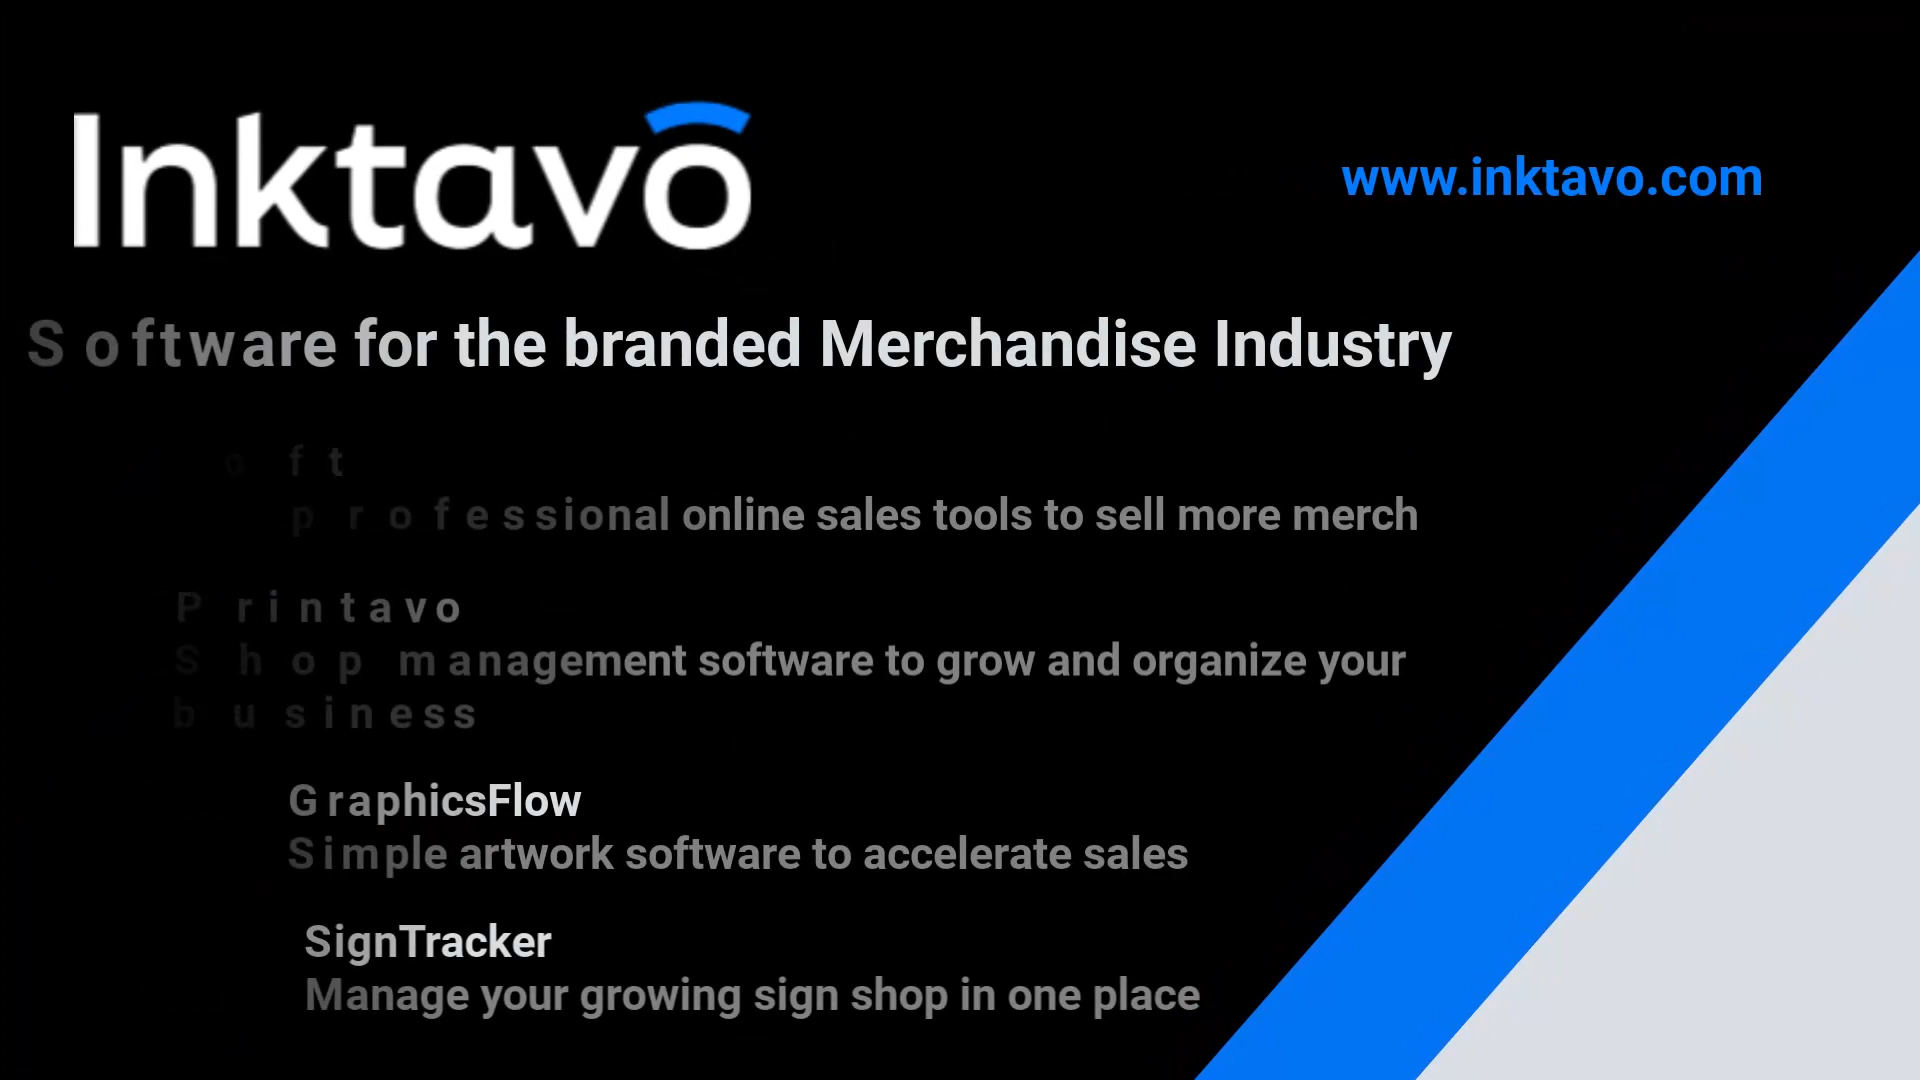 Inktavo
www.inktavo.com
Software for the branded Merchandise Industry
oft
professional online sales tools to sell more merch
Printavo
Shop management software to grow and organize your
business
GraphicsFlow
Simple artwork software to accelerate sales
SignTracker
Manage your growing sign shop in one place